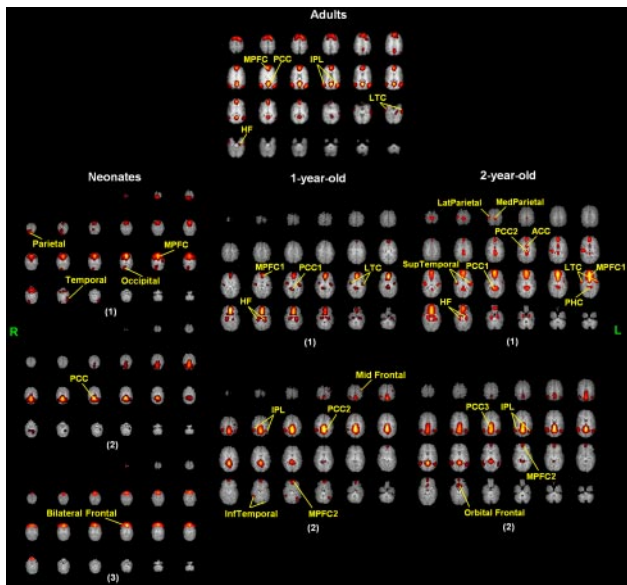 Adults
MPFC PCC IPL
LTC
HF
Neonates
Parietal
MPFC
Temporal Occipital
(1)
PCC
(2)
Bilateral Frontal
(3)
1-year-old
MPFC1 PCC1 LTC
HF
(1)
Mid Frontal
IPL PCC2
InfTemporal MPFC2
(2)
2-year-old
LatParietal MedParietal
PCC2 ACC
SupTemporal PCC1 LTC MPFC1
PHC
HF
(1)
PCC3 IPL
MPFC2
Orbital Frontal
(2)
R
L